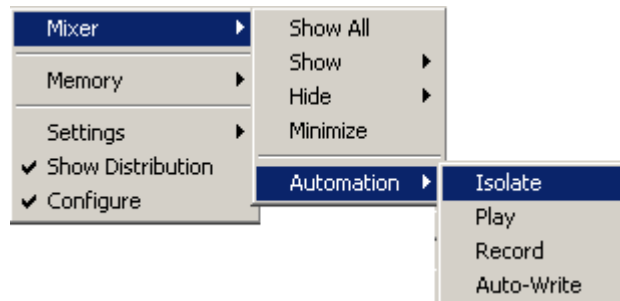 Mixer
Memory
Settings
Show Distribution
Configure
Show All
Show
Hide
Minimize
Automation
Isolate
Play
Record
Auto-Write